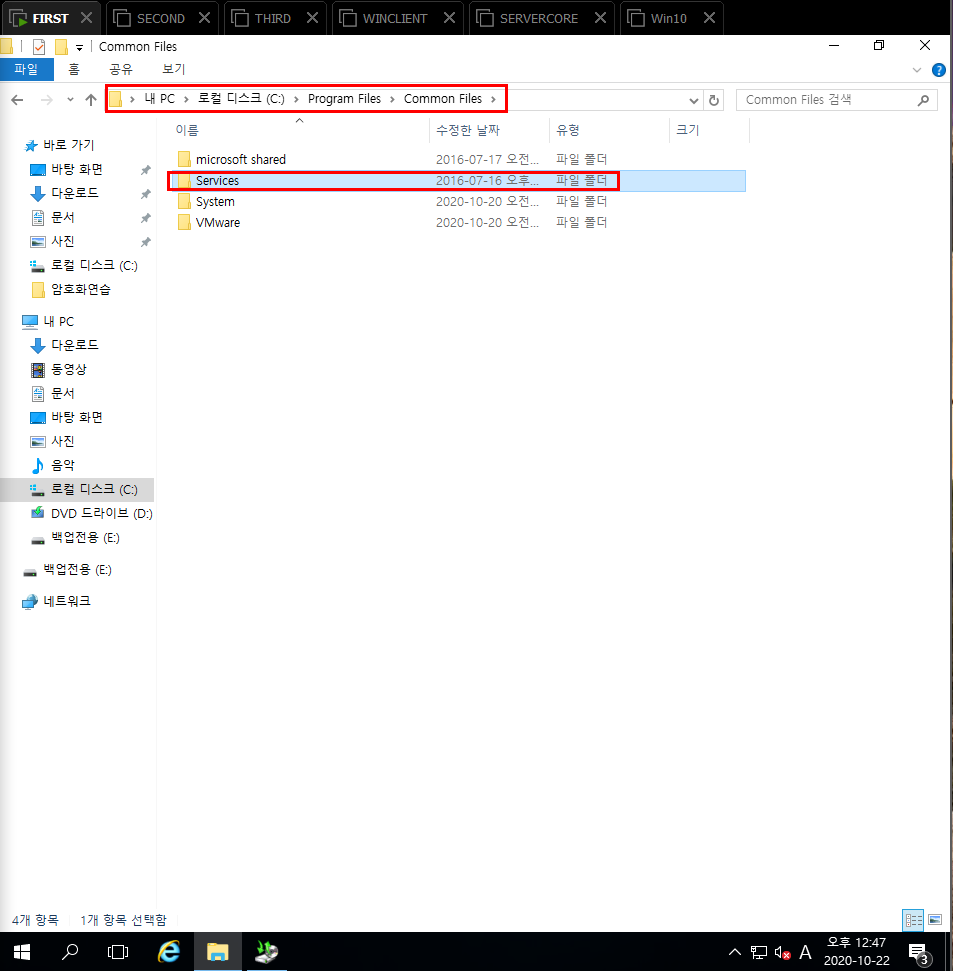 FIRST SECOND THIRD WINCLIENT SERVERCORE Win10
Common Files
파일 홈 공유 보기
내 PC 로컬 디스크 (C:) Program Files Common Files
Common Files 검색
이름 수정한 날짜 유형 크기
microsoft shared 2016-07-17 오전... 파일 폴더
Services 2016-07-16 오후... 파일 폴더
System 2020-10-20 오전... 파일 폴더
VMware 2020-10-20 오전... 파일 폴더
바로 가기
바탕 화면
다운로드
문서
사진
로컬 디스크 (C:)
암호화연습
내 PC
다운로드
동영상
문서
바탕 화면
사진
음악
로컬 디스크 (C:)
DVD 드라이브 (D:)
백업전용 (E:)
백업전용 (E:)
네트워크
4개 항목 1개 항목 선택함
A 오후 12:47
2020-10-22 3